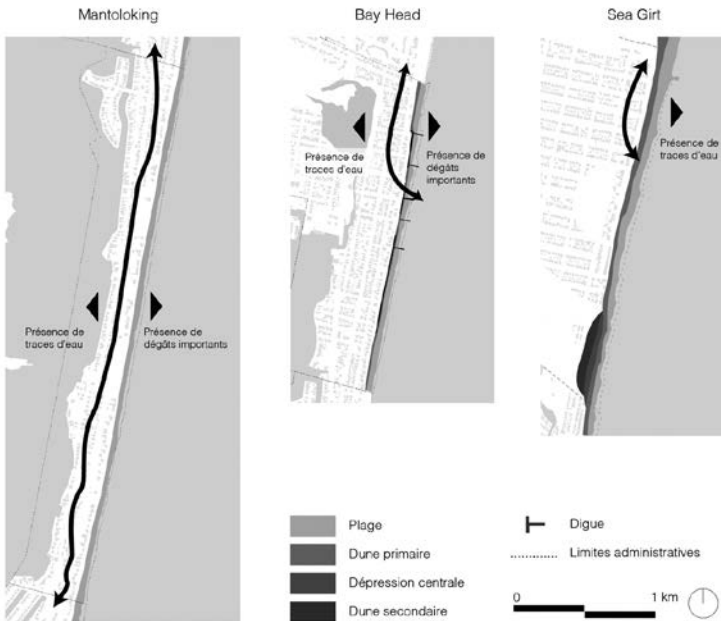 Mantoloking
Bay Head
Sea Girt
Présence de
traces d'eau
Présence de
dégâts importants
Présence de
traces d'eau
Présence de
dégâts
importants
Présence de
traces d'eau
Plage
Dune primaire
Dépression centrale
Dune secondaire
Digue
Limites administratives
0
1 km